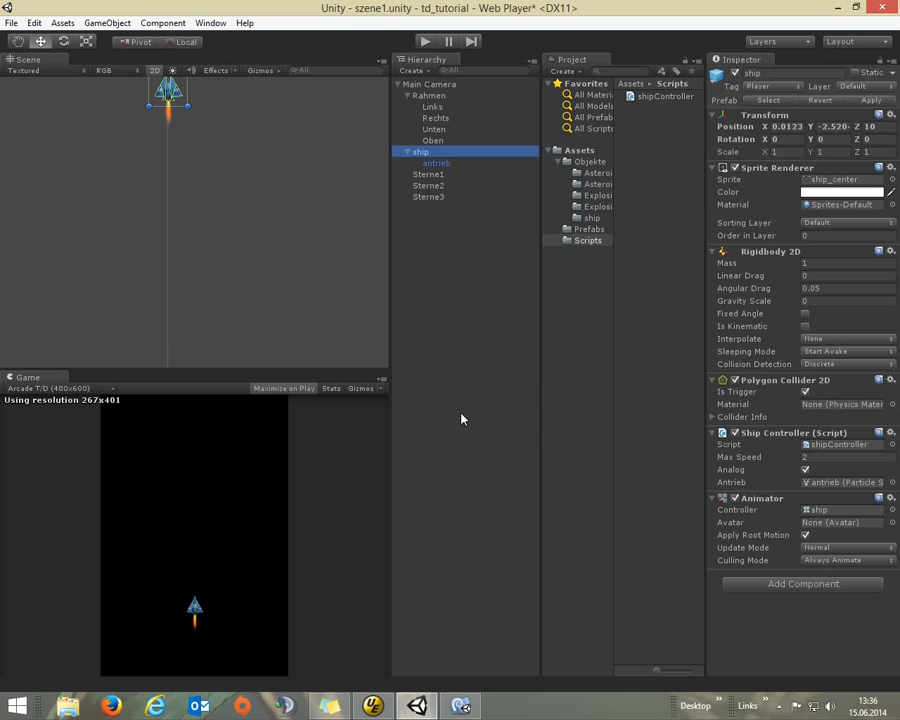 Unity - szene1.unity - td_tutorial - Web Player* <DX11>
File Edit Assets GameObject Component Window Help
Pivot Local Layers Layout
Scene
Textured RGB 2D Effects Gizmos All
Game
Arcade T/D (400x600) Maximize on Play Stats Gizmos
Using resolution 267x401
Hierarchy
Create All
Main Camera
Rahmen
Links
Rechts
Unten
Oben
ship
antrieb
Sterne1
Sterne2
Sterne3
Project
Create
Favorites
All Materi
All Models
All Prefab
All Scripts
Assets
Objekte
Asteroi
Asteroi
Explosi
Explosi
ship
Prefabs
Scripts
Assets Scripts
shipController
Inspector
ship Static
Tag Player Layer Default
Prefab Select Revert Apply
Transform
Position X 0.0123 Y -2.520 Z 10
Rotation X 0 Y 0 Z 0
Scale X 1 Y 1 Z 1
Sprite Renderer
Sprite ship_center
Color
Material Sprites-Default
Sorting Layer Default
Order in Layer 0
Rigidbody 2D
Mass 1
Linear Drag 0
Angular Drag 0.05
Gravity Scale 0
Fixed Angle
Is Kinematic
Interpolate None
Sleeping Mode Start Awake
Collision Detection Discrete
Polygon Collider 2D
Is Trigger
Material None (Physics Mater
Collider Info
Ship Controller (Script)
Script shipController
Max Speed 2
Analog
Antrieb antrieb (Particle S
Animator
Controller ship
Avatar None (Avatar)
Apply Root Motion
Update Mode Normal
Culling Mode Always Animate
Add Component
Desktop Links 13:36
15.06.2014